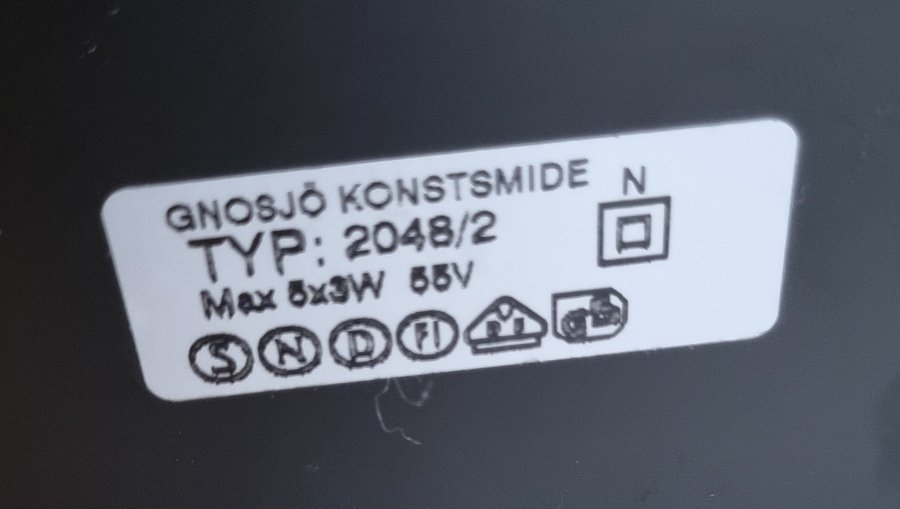 GNOSJÖ KONSTSMIDE
N
TYP: 2048/2
Max 5x3W 55V
S N D FI